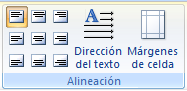 Dirección
del texto
Márgenes
de celda
Alineación